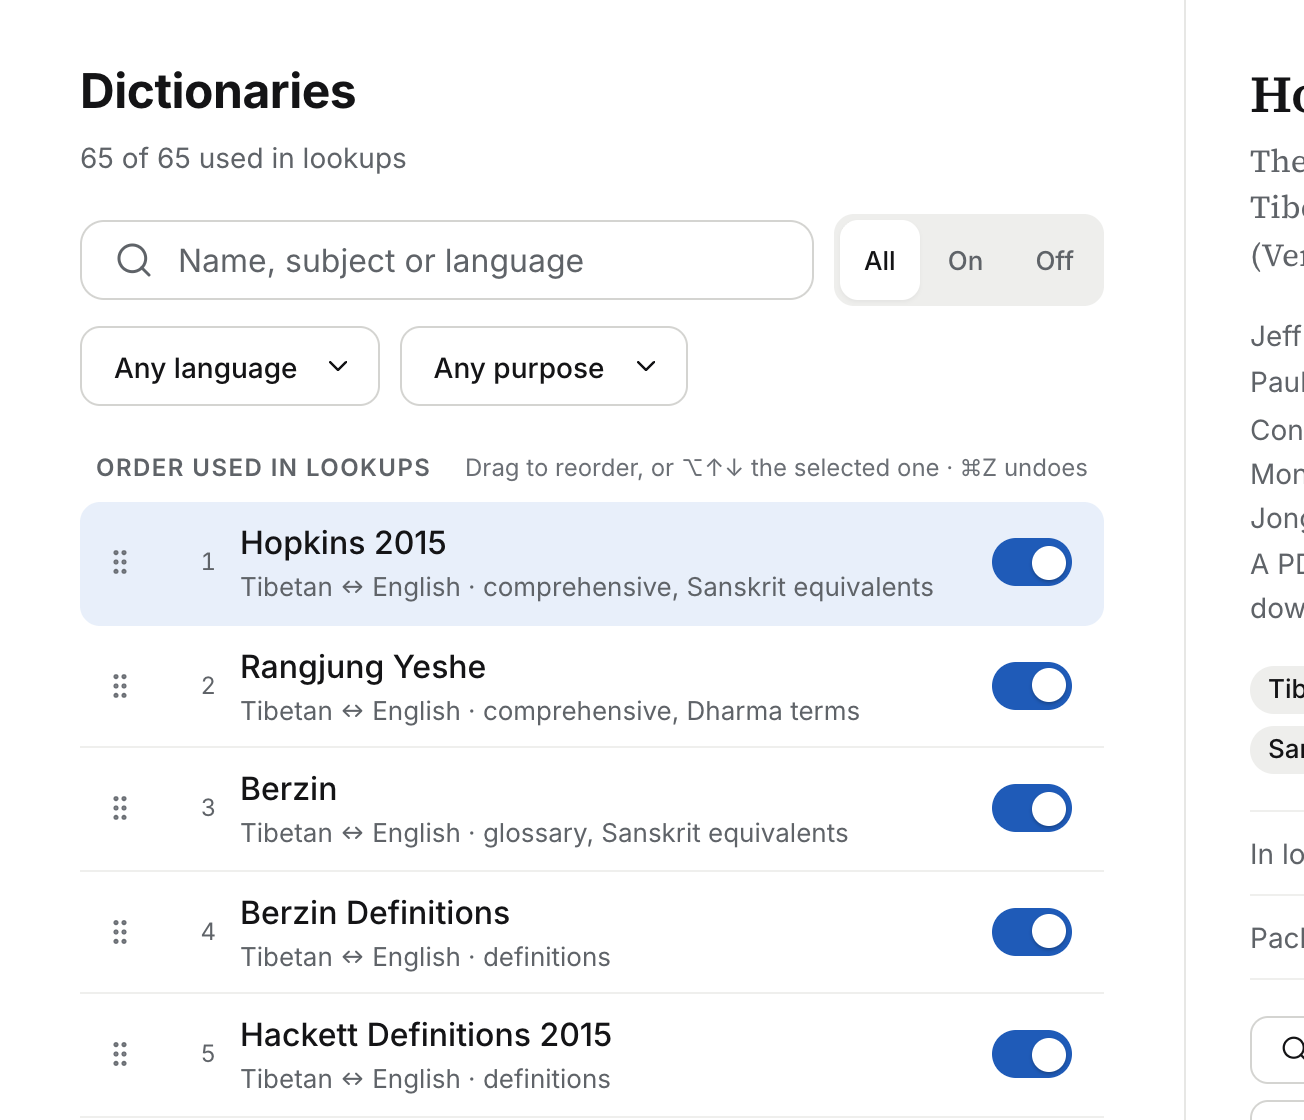 Dictionaries
65 of 65 used in lookups
Name, subject or language
All
On
Off
Any language
Any purpose
ORDER USED IN LOOKUPS
Drag to reorder, or ⌥↑↓ the selected one · ⌘Z undoes
1
Hopkins 2015
Tibetan ↔ English · comprehensive, Sanskrit equivalents
2
Rangjung Yeshe
Tibetan ↔ English · comprehensive, Dharma terms
3
Berzin
Tibetan ↔ English · glossary, Sanskrit equivalents
4
Berzin Definitions
Tibetan ↔ English · definitions
5
Hackett Definitions 2015
Tibetan ↔ English · definitions
The
Jeff
A
In